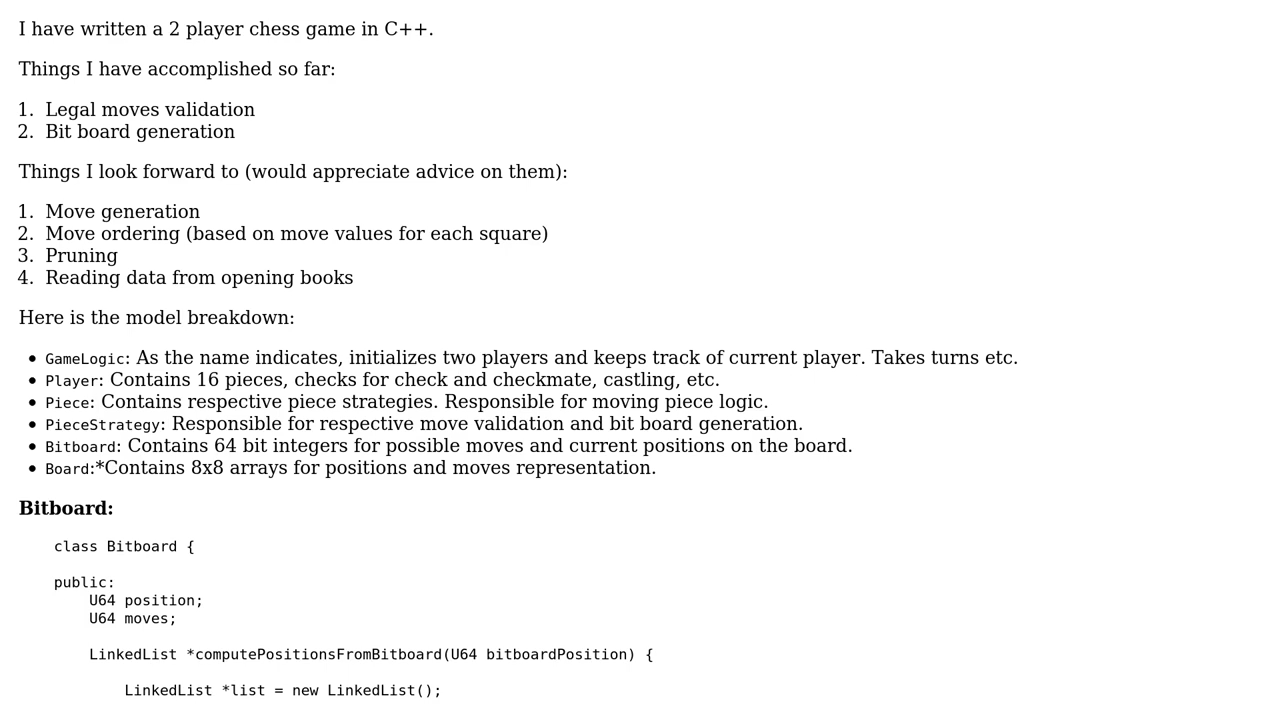 I have written a 2 player chess game in C++.
Things I have accomplished so far:
1. Legal moves validation
2. Bit board generation
Things I look forward to (would appreciate advice on them):
1. Move generation
2. Move ordering (based on move values for each square)
3. Pruning
4. Reading data from opening books
Here is the model breakdown:
• GameLogic: As the name indicates, initializes two players and keeps track of current player. Takes turns etc.
• Player: Contains 16 pieces, checks for check and checkmate, castling, etc.
• Piece: Contains respective piece strategies. Responsible for moving piece logic.
• PieceStrategy: Responsible for respective move validation and bit board generation.
• Bitboard: Contains 64 bit integers for possible moves and current positions on the board.
• Board:*Contains 8x8 arrays for positions and moves representation.
Bitboard:
class Bitboard {
public:
U64 position;
U64 moves;
LinkedList *computePositionsFromBitboard(U64 bitboardPosition) {
LinkedList *list = new LinkedList();